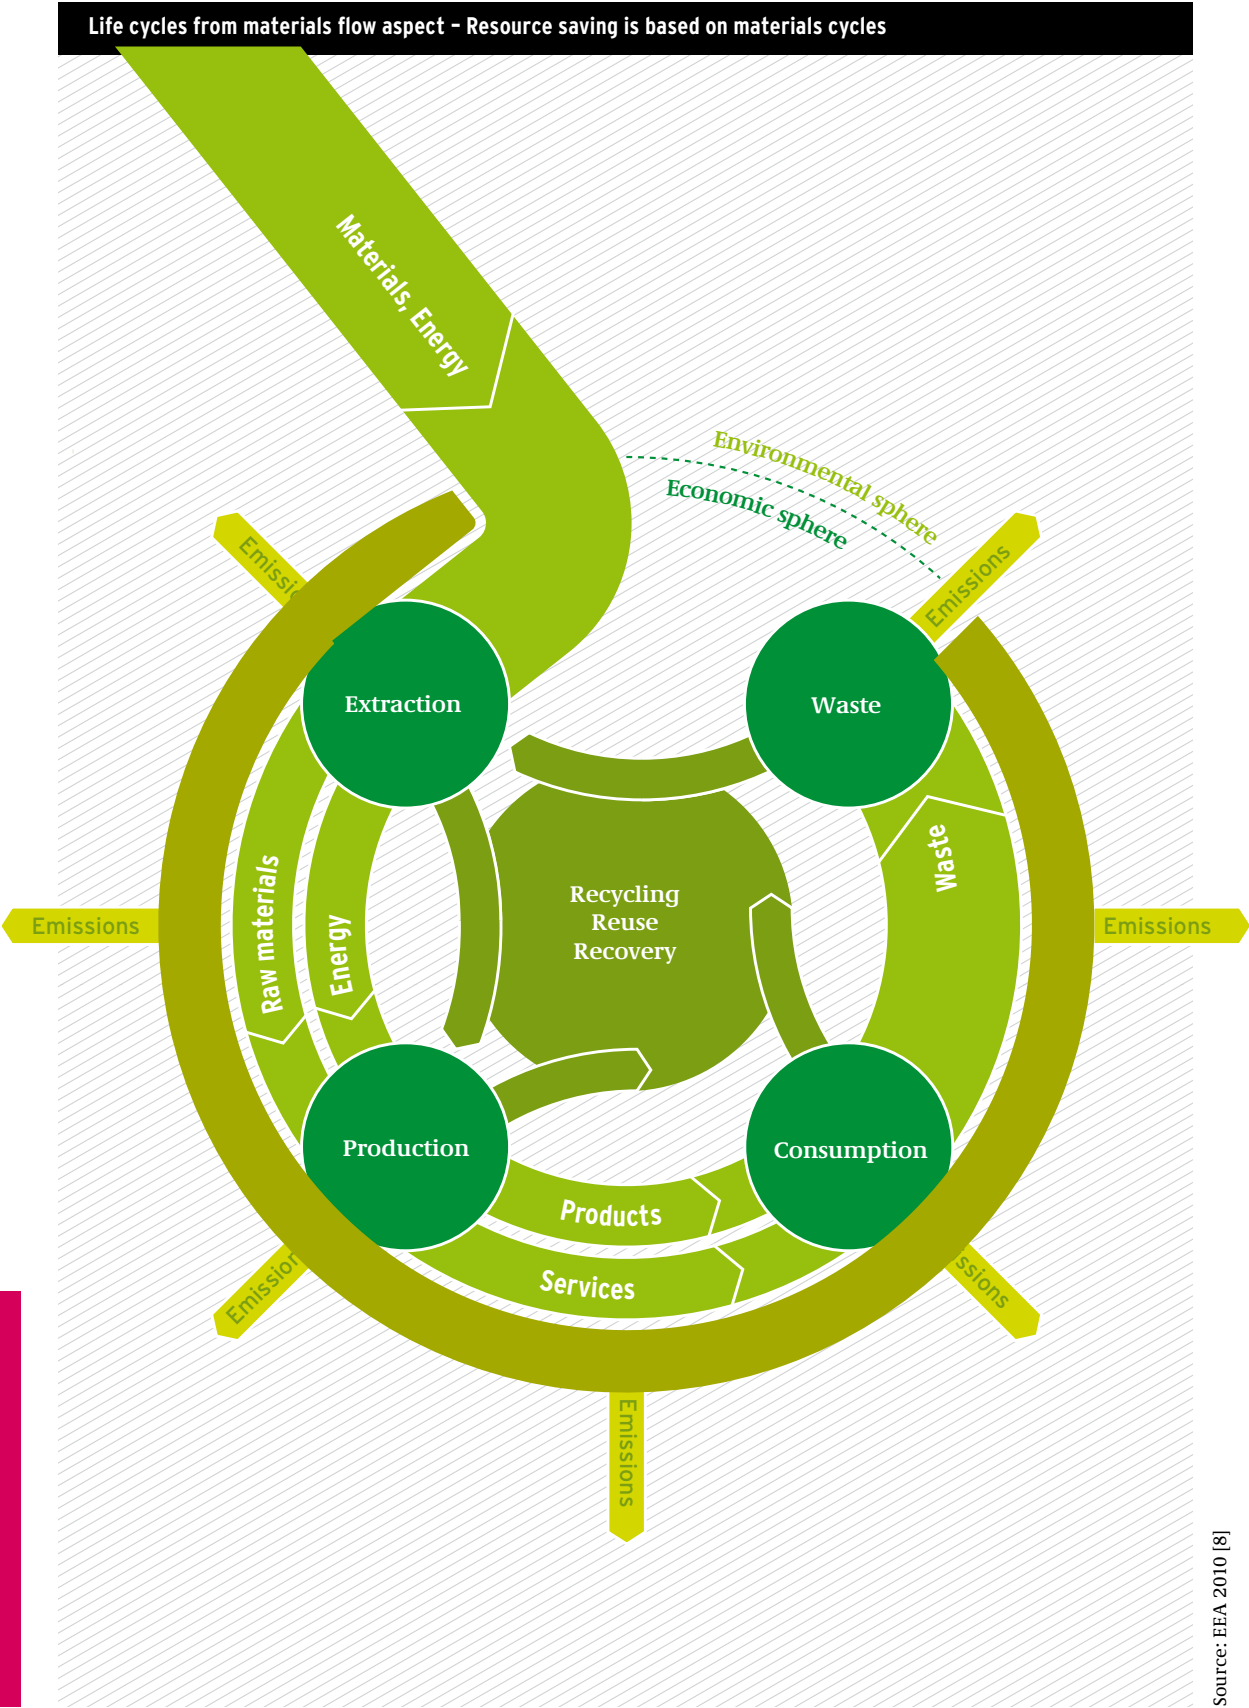 Life cycles from materials flow aspect – Resource saving is based on materials cycles
Materials, Energy
Environmental sphere
Economic sphere
Emissions
Extraction
Waste
Waste
Recycling
Reuse
Recovery
Emissions
Emissions
Raw materials
Energy
Production
Consumption
Products
Services
Emissions
Source: EEA 2010 [8]